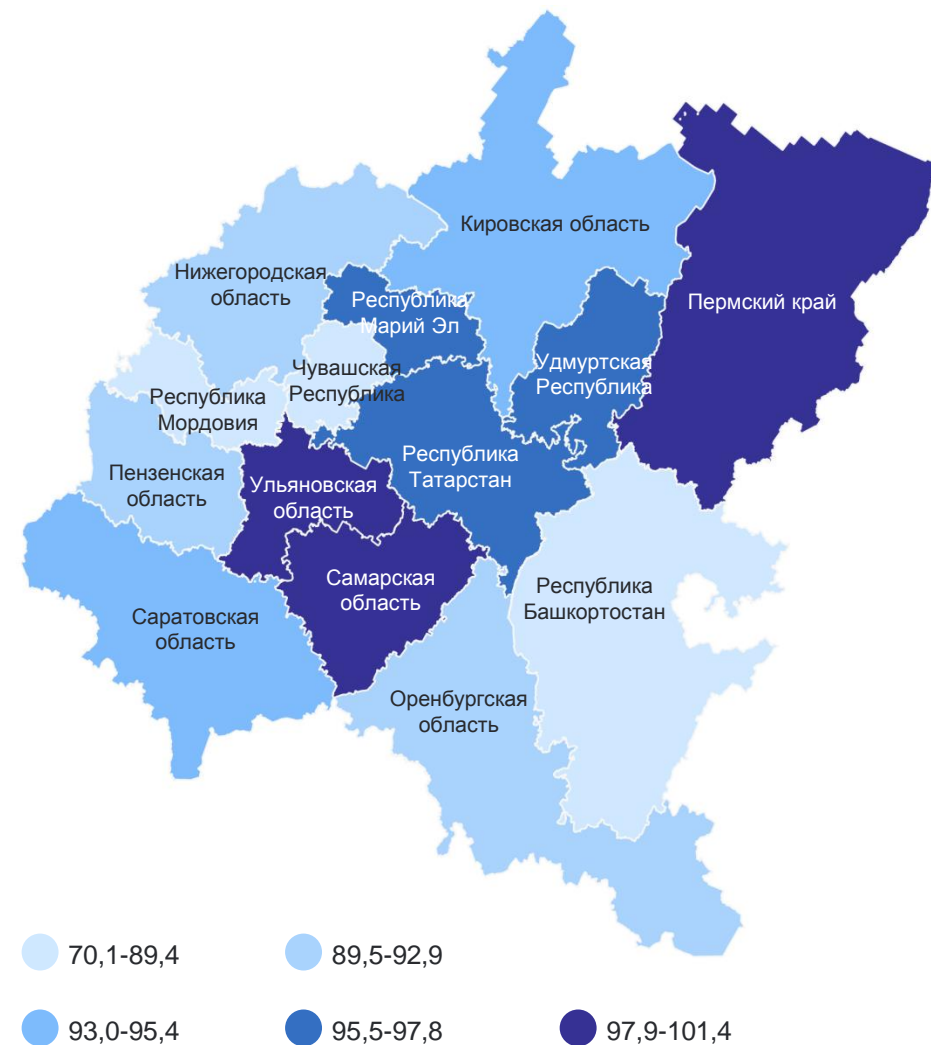 Кировская область
Нижегородская
область
Республика
Марий Эл
Пермский край
Чувашская
Республика
Удмуртская
Республика
Республика
Мордовия
Республика
Татарстан
Пензенская
область
Ульяновская
область
Самарская
область
Республика
Башкортостан
Саратовская
область
Оренбургская
область
70,1-89,4
89,5-92,9
93,0-95,4
95,5-97,8
97,9-101,4